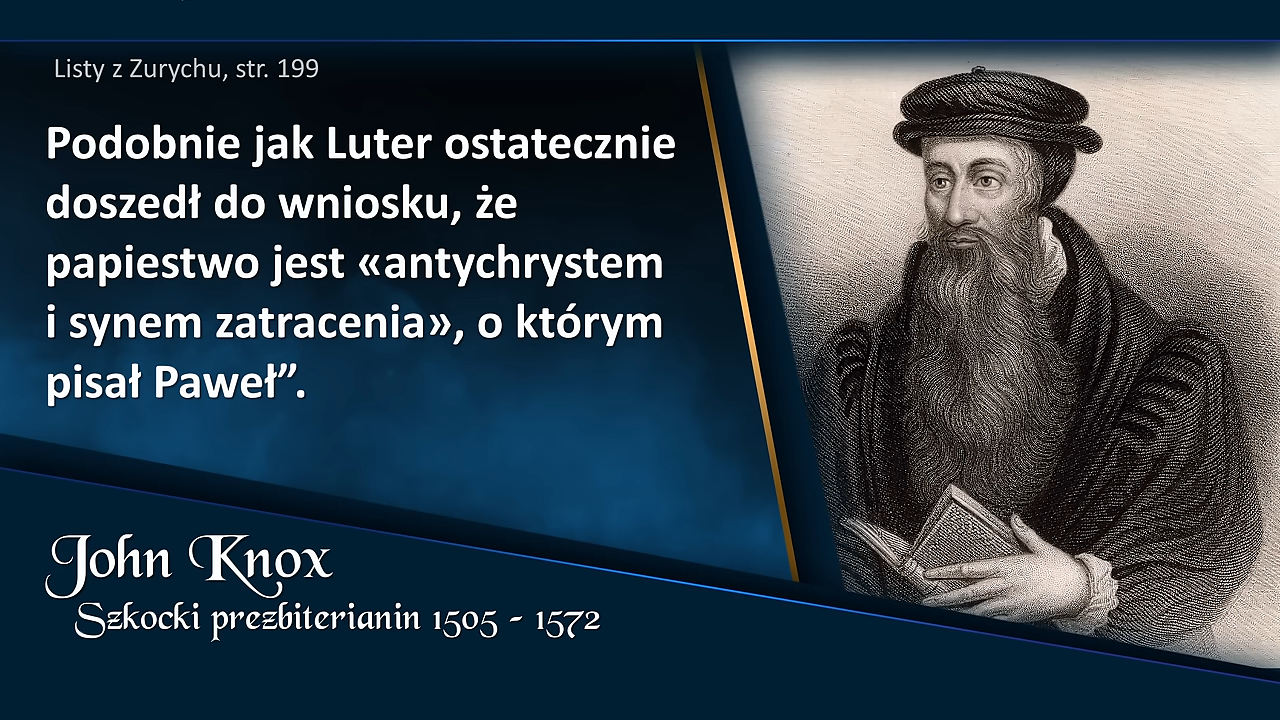 Listy z Zurychu, str. 199
Podobnie jak Luter ostatecznie
doszedł do wniosku, że
papiestwo jest «antychrystem
i synem zatracenia», o którym
pisał Paweł”.
John Knox
Szkocki prezbiterianin 1505 - 1572